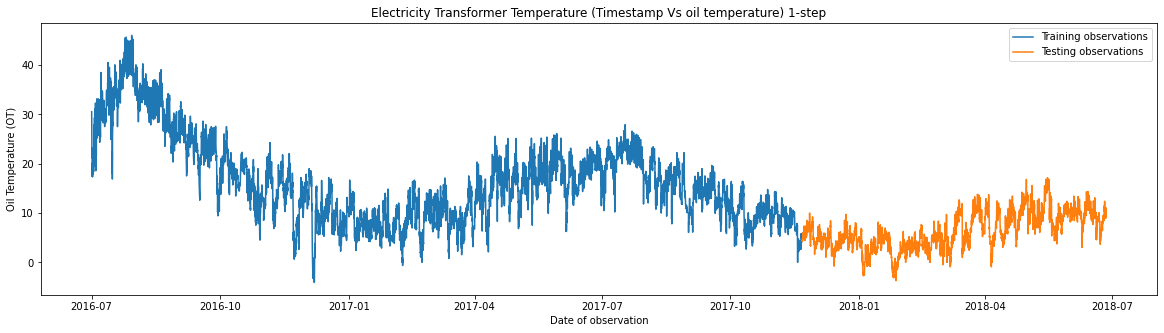 Electricity Transformer Temperature (Timestamp Vs oil temperature) 1-step
Training observations
Testing observations
Oil Temperature (OT)
40
30
20
10
0
2016-07 2016-10 2017-01 2017-04 2017-07 2017-10 2018-01 2018-04 2018-07
Date of observation